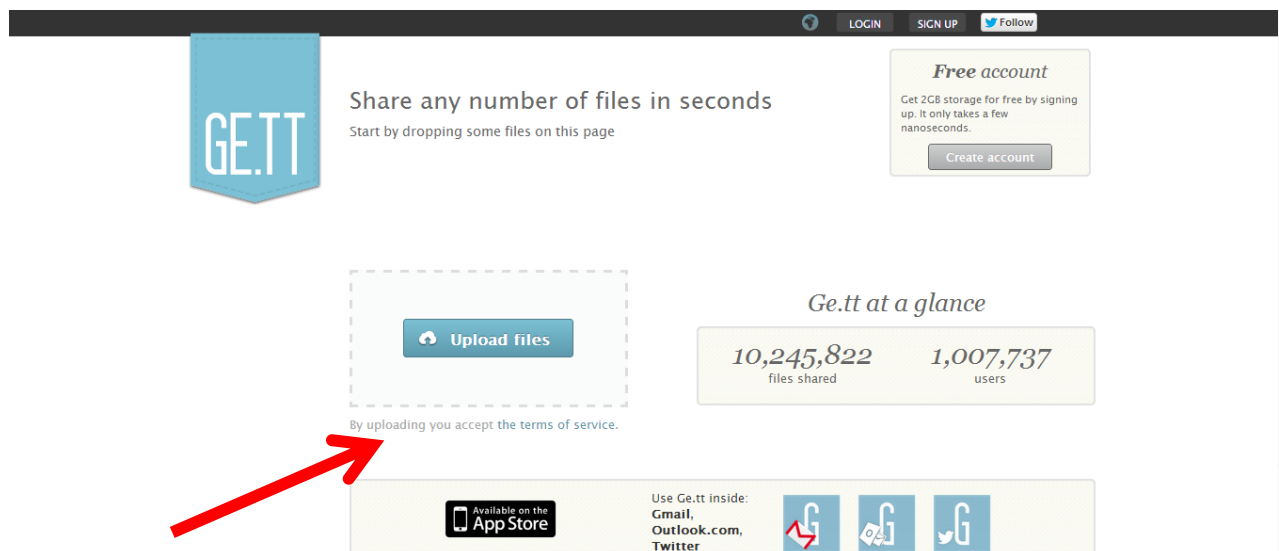 LOGIN
SIGN UP
Follow
GE.TT
Share any number of files in seconds
Start by dropping some files on this page
Free account
Get 2GB storage for free by signing
up. It only takes a few
nanoseconds.
Create account
Upload files
By uploading you accept the terms of service.
Ge.tt at a glance
10,245,822
files shared
1,007,737
users
Available on the
App Store
Use Ge.tt inside:
Gmail,
Outlook.com,
Twitter
G
G
G